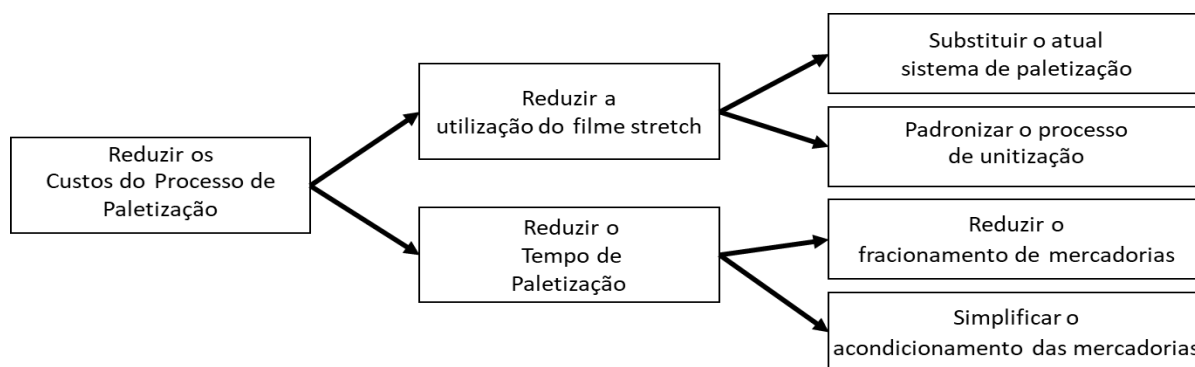 Reduzir os
Custos do Processo de
Paletização
Reduzir a
utilização do filme stretch
Reduzir o
Tempo de
Paletização
Substituir o atual
sistema de paletização
Padronizar o processo
de unitização
Reduzir o
fracionamento de mercadorias
Simplificar o
acondicionamento das mercadorias